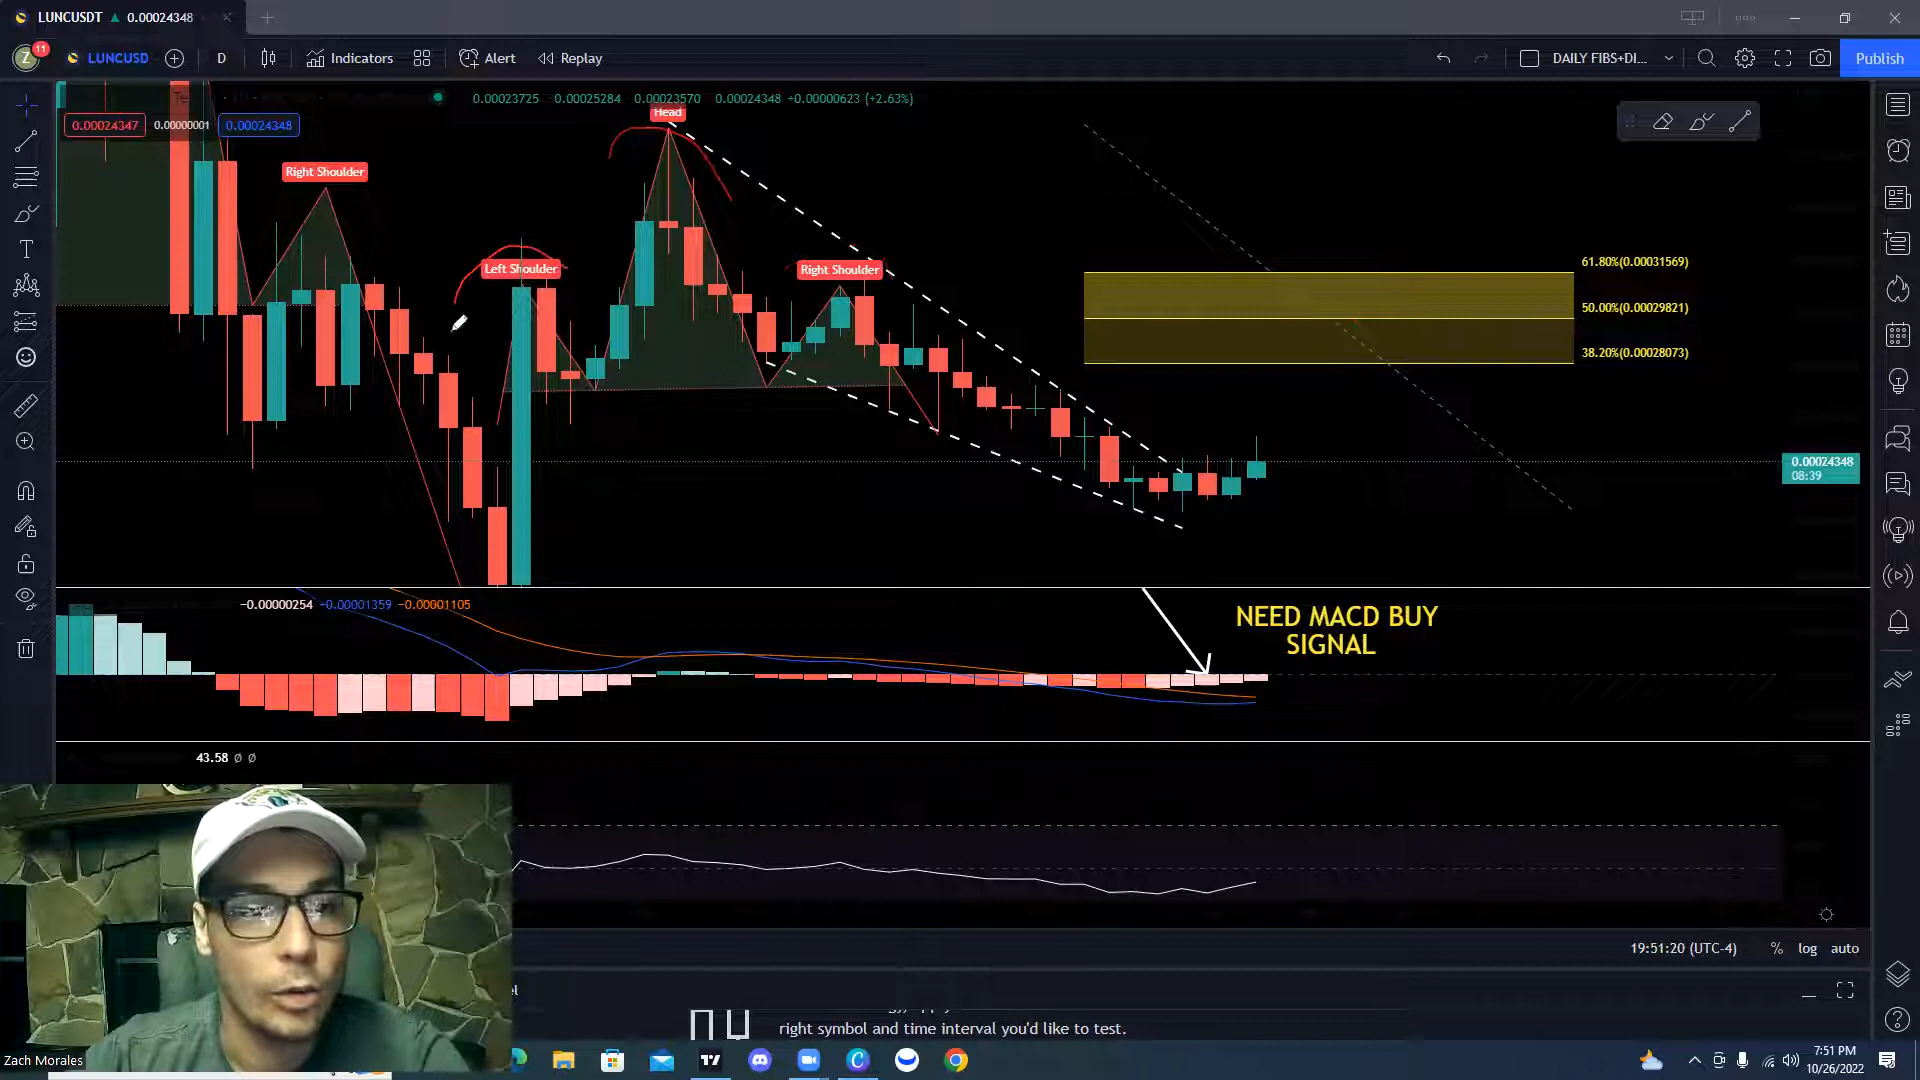 LUNCUSDT ▲ 0.00024348
Z 11 LUNCUSD D Indicators Alert Replay DAILY FIBS+DI... Publish
0.00023725 0.00025284 0.00023570 0.00024348 +0.00000623 (+2.63%)
0.00024347 0.00000001 0.00024348
Head
Right Shoulder
Left Shoulder
Right Shoulder
61.80%(0.00031569)
50.00%(0.00029821)
38.20%(0.00028073)
0.00024348
08:39
−0.00000254 −0.00001359 −0.00001105
NEED MACD BUY
SIGNAL
43.58 ø ø
19:51:20 (UTC-4) % log auto
right symbol and time interval you'd like to test.
Zach Morales
7:51 PM
10/26/2022